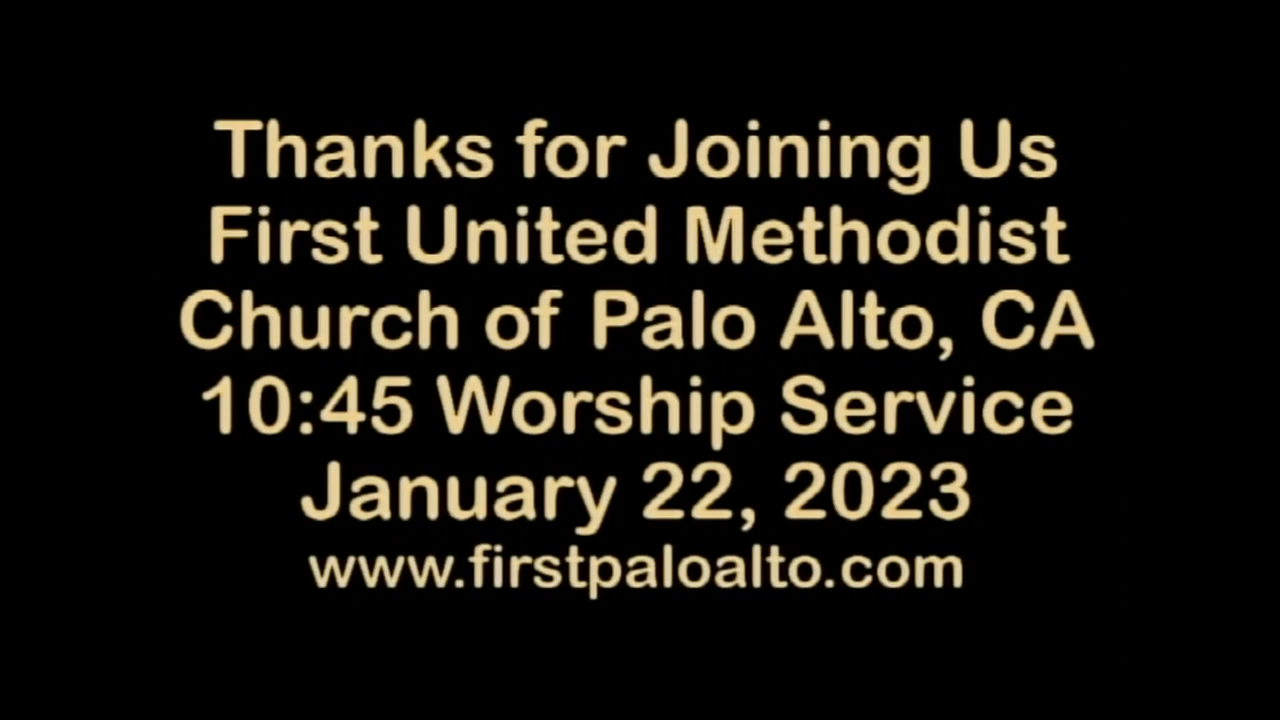 Thanks for Joining Us
First United Methodist
Church of Palo Alto, CA
10:45 Worship Service
January 22, 2023
www.firstpaloalto.com